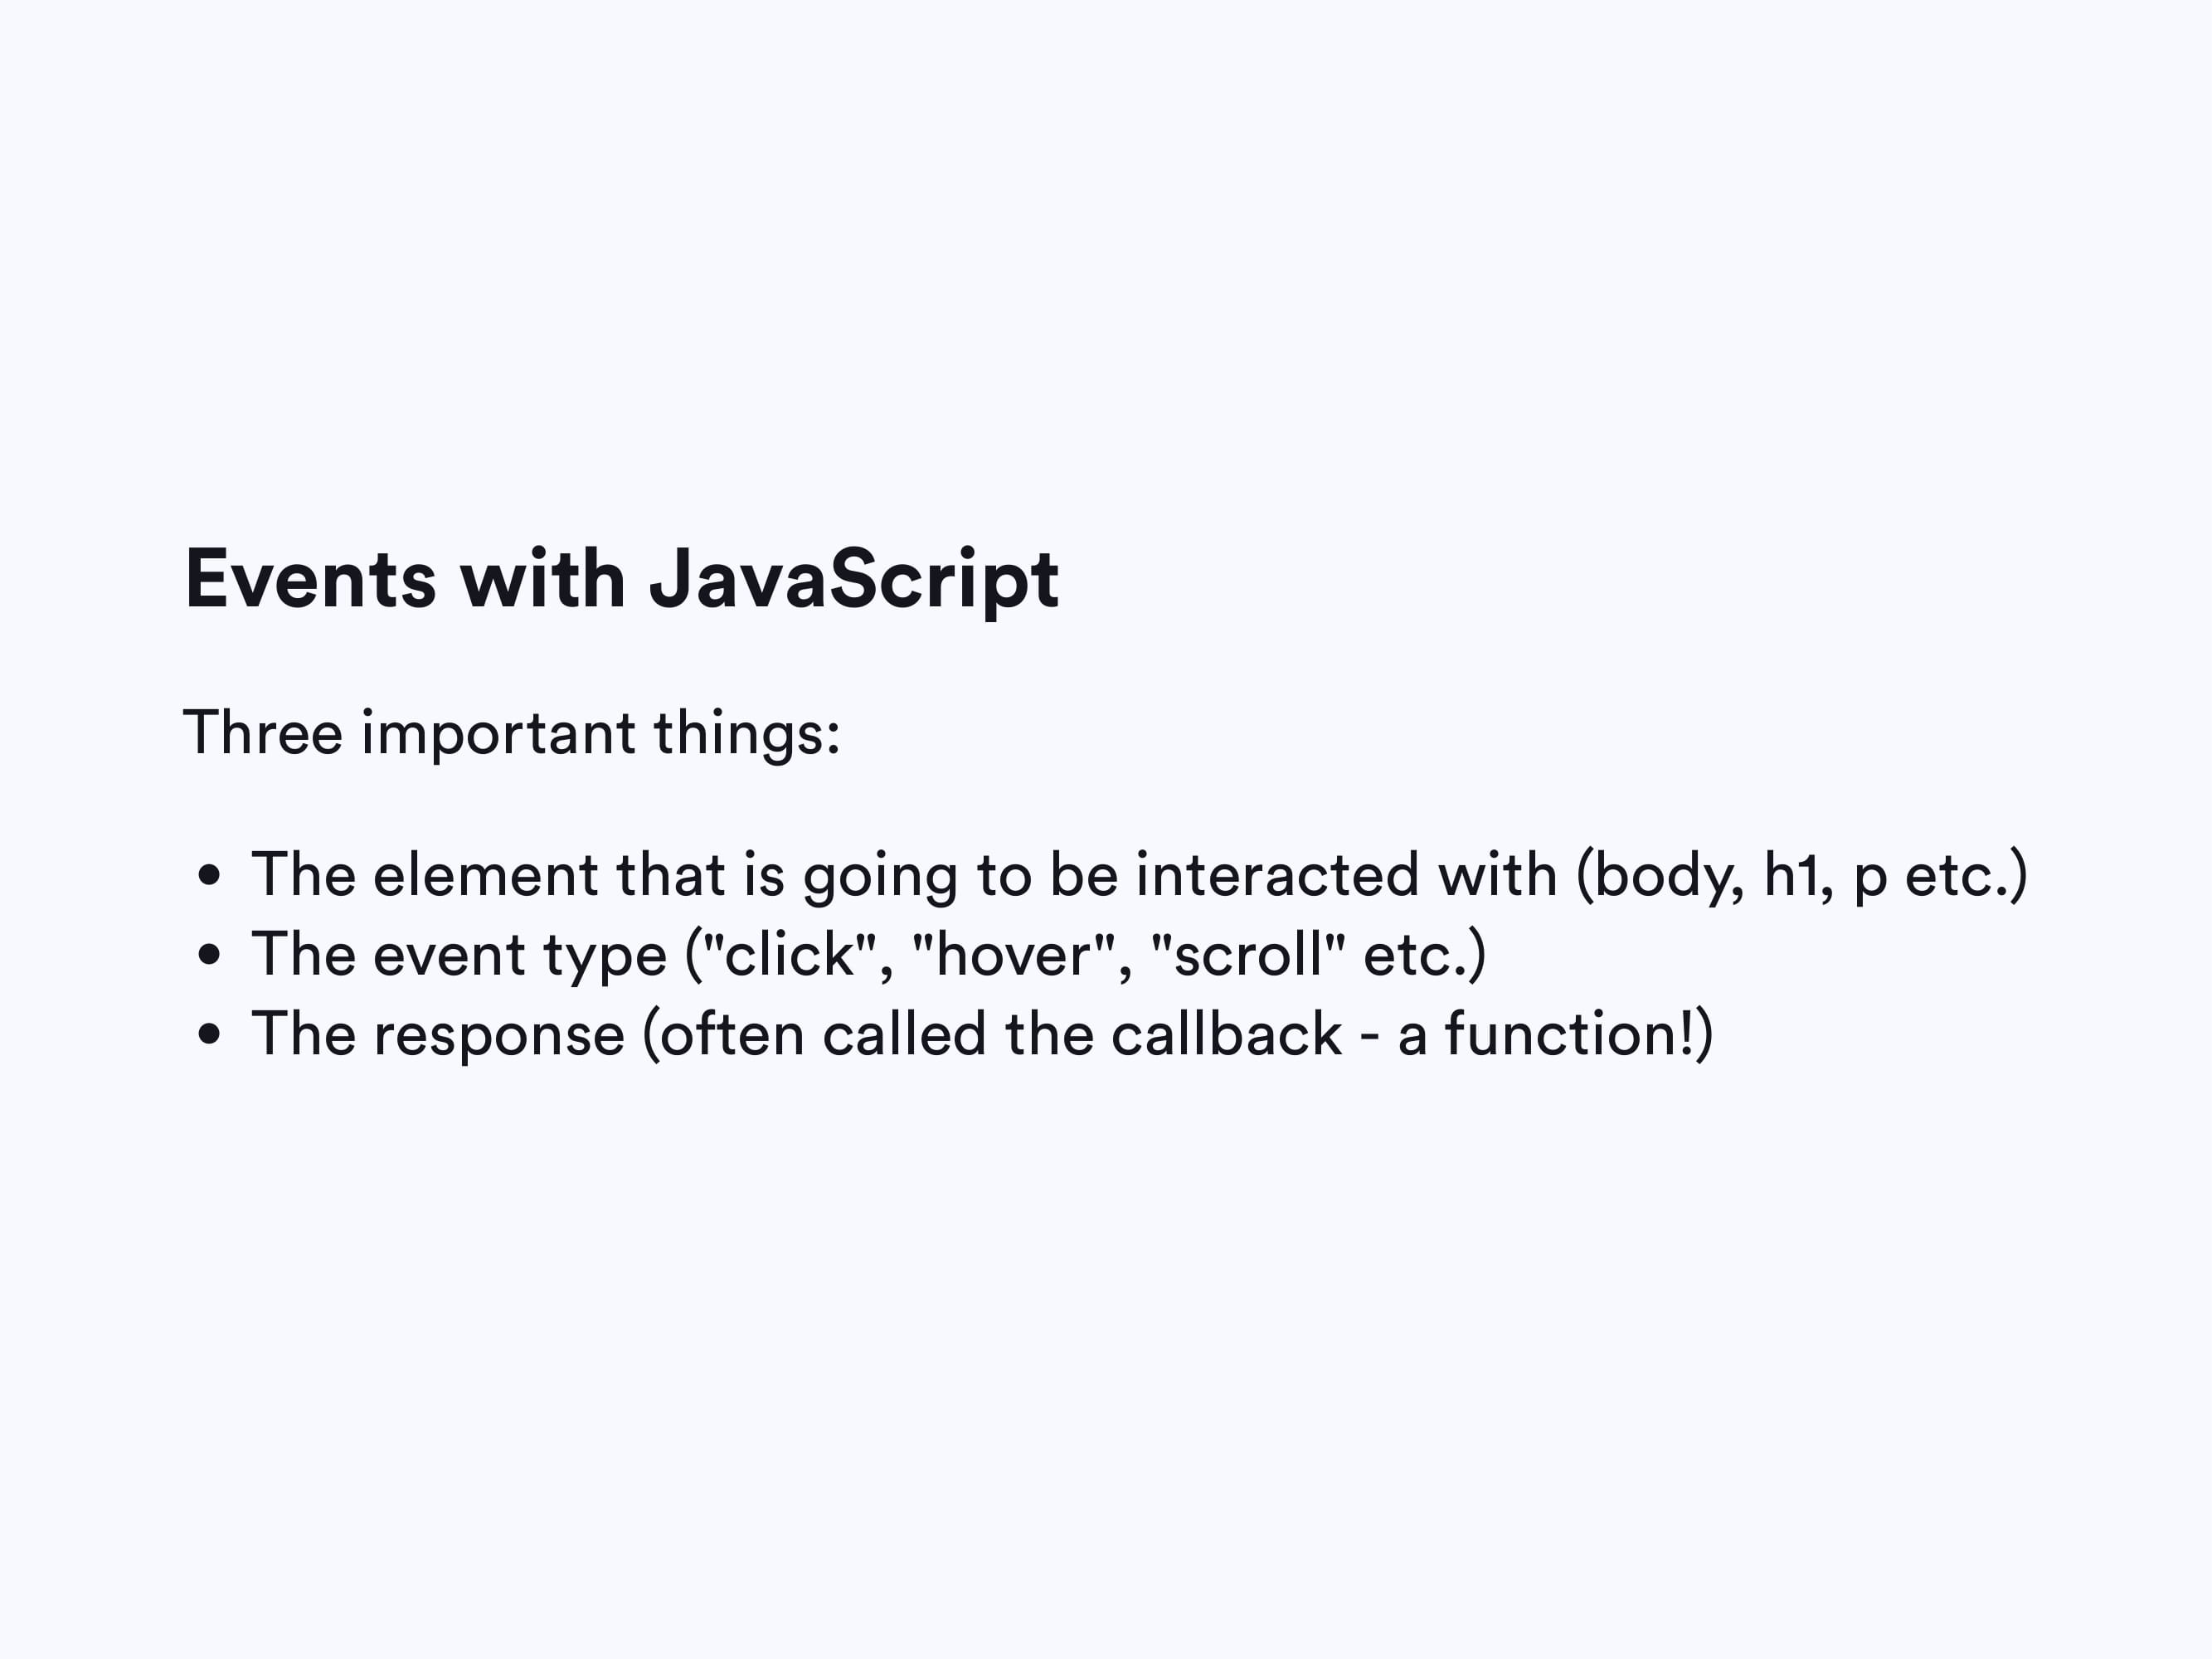 Events with JavaScript
Three important things:
• The element that is going to be interacted with (body, h1, p etc.)
• The event type ("click", "hover", "scroll" etc.)
• The response (often called the callback - a function!)